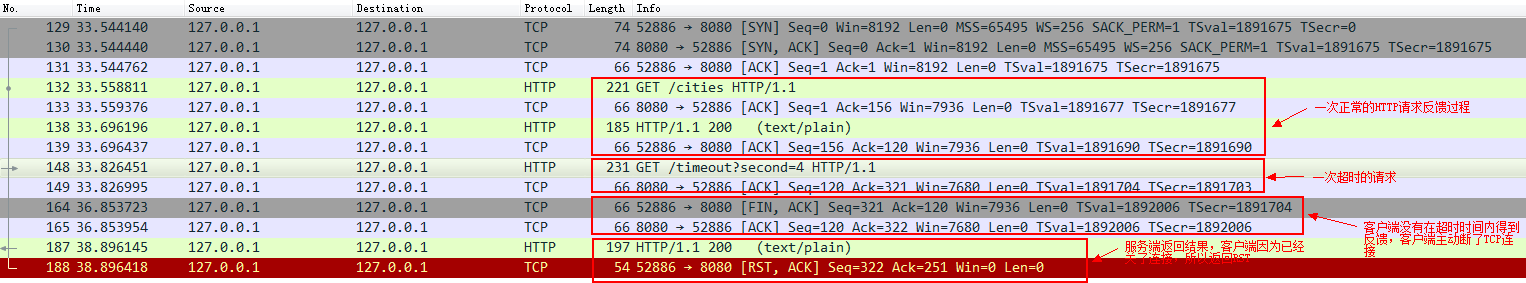 No. Time Source Destination Protocol Length Info
129 33.544140 127.0.0.1 127.0.0.1 TCP 74 52886 → 8080 [SYN] Seq=0 Win=8192 Len=0 MSS=65495 WS=256 SACK_PERM=1 TSval=1891675 TSecr=0
130 33.544440 127.0.0.1 127.0.0.1 TCP 74 8080 → 52886 [SYN, ACK] Seq=0 Ack=1 Win=8192 Len=0 MSS=65495 WS=256 SACK_PERM=1 TSval=1891675 TSecr=1891675
131 33.544762 127.0.0.1 127.0.0.1 TCP 66 52886 → 8080 [ACK] Seq=1 Ack=1 Win=8192 Len=0 TSval=1891675 TSecr=1891675
132 33.558811 127.0.0.1 127.0.0.1 HTTP 221 GET /cities HTTP/1.1
133 33.559376 127.0.0.1 127.0.0.1 TCP 66 8080 → 52886 [ACK] Seq=1 Ack=156 Win=7936 Len=0 TSval=1891677 TSecr=1891677
一次正常的HTTP请求反馈过程
138 33.696196 127.0.0.1 127.0.0.1 HTTP 185 HTTP/1.1 200 (text/plain)
139 33.696437 127.0.0.1 127.0.0.1 TCP 66 52886 → 8080 [ACK] Seq=156 Ack=120 Win=7936 Len=0 TSval=1891690 TSecr=1891690
148 33.826451 127.0.0.1 127.0.0.1 HTTP 231 GET /timeout?second=4 HTTP/1.1
一次超时的请求
149 33.826995 127.0.0.1 127.0.0.1 TCP 66 8080 → 52886 [ACK] Seq=120 Ack=321 Win=7680 Len=0 TSval=1891704 TSecr=1891703
164 36.853723 127.0.0.1 127.0.0.1 TCP 66 52886 → 8080 [FIN, ACK] Seq=321 Ack=120 Win=7936 Len=0 TSval=1892006 TSecr=1891704
165 36.853954 127.0.0.1 127.0.0.1 TCP 66 8080 → 52886 [ACK] Seq=120 Ack=322 Win=7680 Len=0 TSval=1892006 TSecr=1892006
客户端没有在超时时间内得到
反馈，客户端主动断了TCP连
接
187 38.896145 127.0.0.1 127.0.0.1 HTTP 197 HTTP/1.1 200 (text/plain)
服务端返回结果，客户端因为已经
关了连接，所以返回RST
188 38.896418 127.0.0.1 127.0.0.1 TCP 54 52886 → 8080 [RST, ACK] Seq=322 Ack=251 Win=0 Len=0